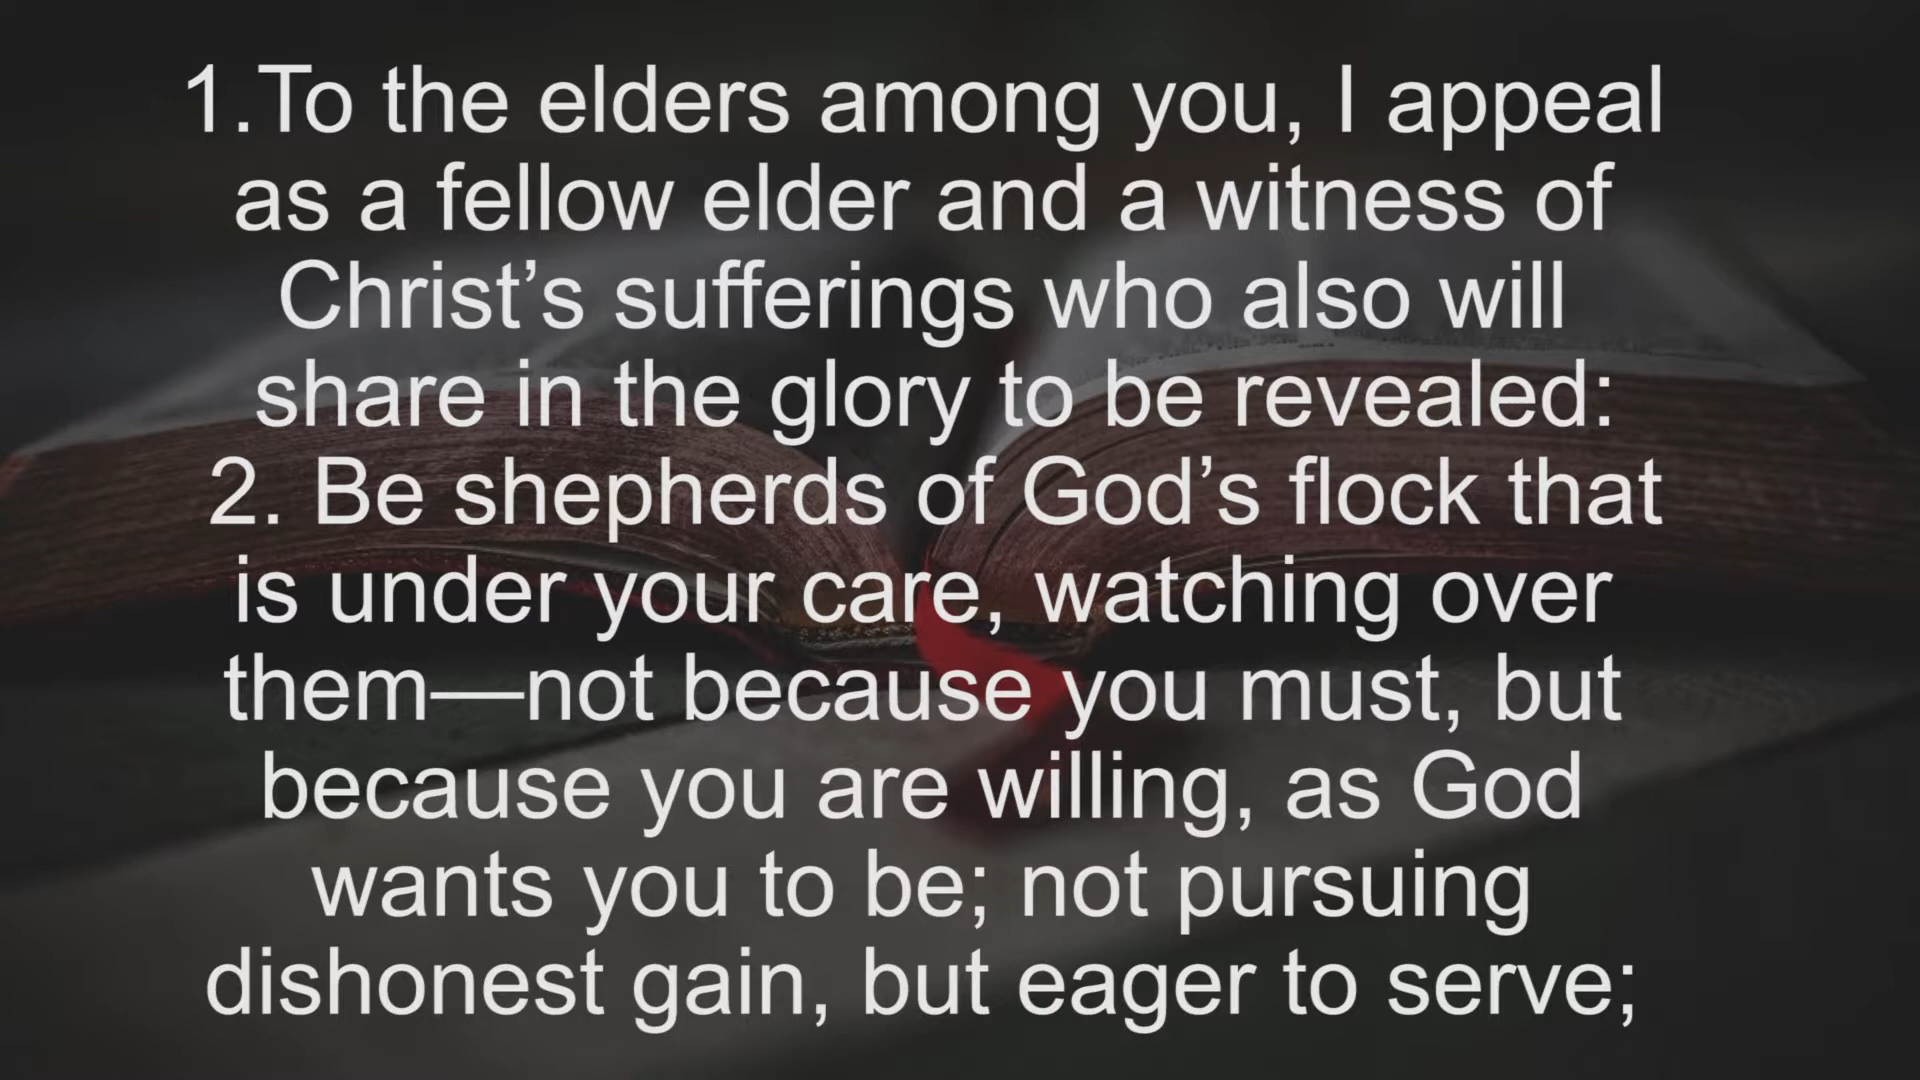 1.To the elders among you, I appeal
as a fellow elder and a witness of
Christ’s sufferings who also will
share in the glory to be revealed:
2. Be shepherds of God’s flock that
is under your care, watching over
them—not because you must, but
because you are willing, as God
wants you to be; not pursuing
dishonest gain, but eager to serve;